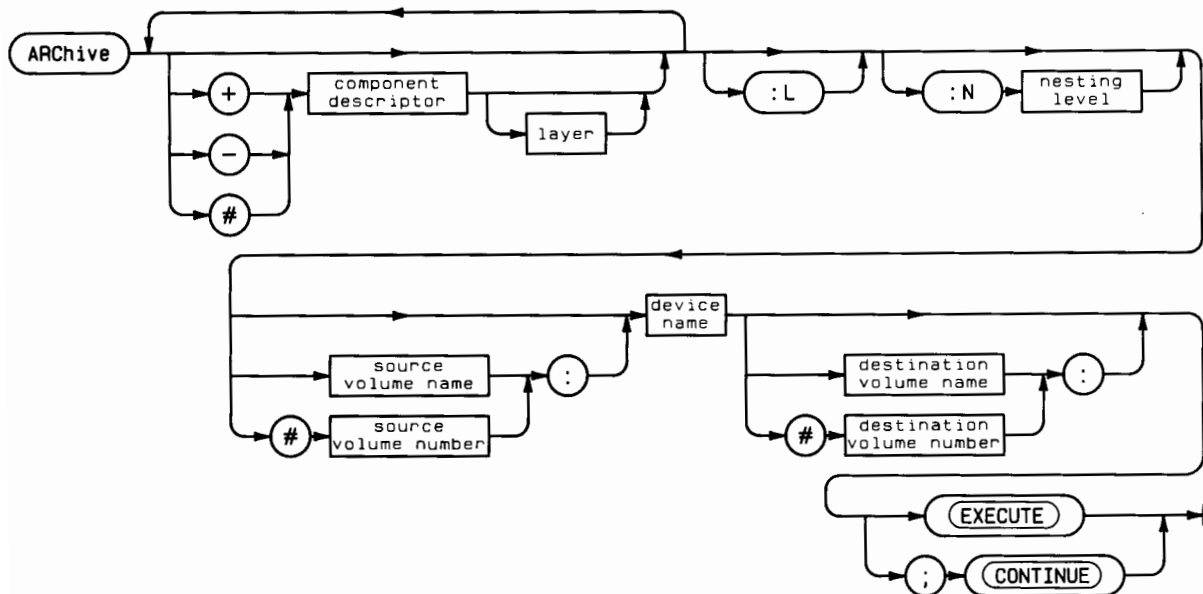 ARChive
+
component
descriptor
layer
-
#
:L
:N
nesting
level
device
name
source
volume name
:
#
source
volume number
destination
volume name
:
#
destination
volume number
EXECUTE
;
CONTINUE